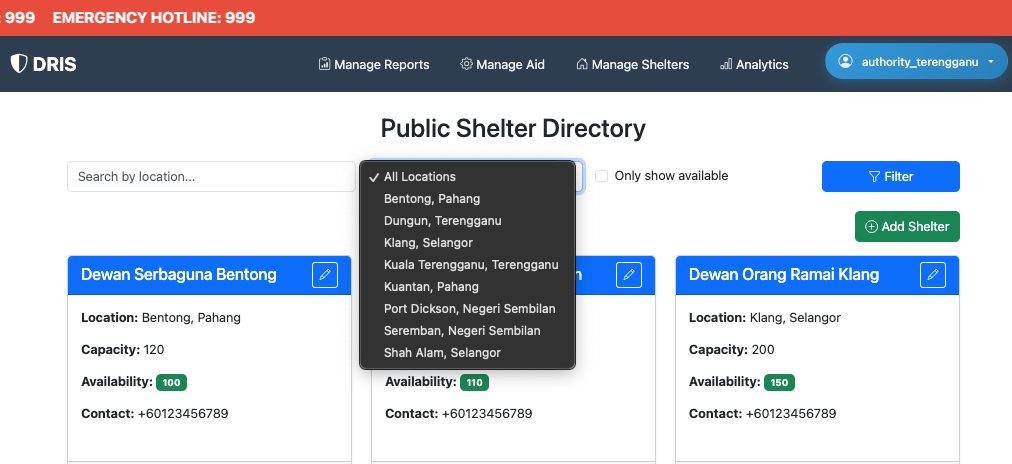 : 999 EMERGENCY HOTLINE: 999
DRIS
Manage Reports
Manage Aid
Manage Shelters
Analytics
authority_terengganu
Public Shelter Directory
Search by location...
All Locations
Bentong, Pahang
Dungun, Terengganu
Klang, Selangor
Kuala Terengganu, Terengganu
Kuantan, Pahang
Port Dickson, Negeri Sembilan
Seremban, Negeri Sembilan
Shah Alam, Selangor
Only show available
Filter
Add Shelter
Dewan Serbaguna Bentong
Location: Bentong, Pahang
Capacity: 120
Availability: 100
Contact: +60123456789
Availability: 110
Contact: +60123456789
Dewan Orang Ramai Klang
Location: Klang, Selangor
Capacity: 200
Availability: 150
Contact: +60123456789